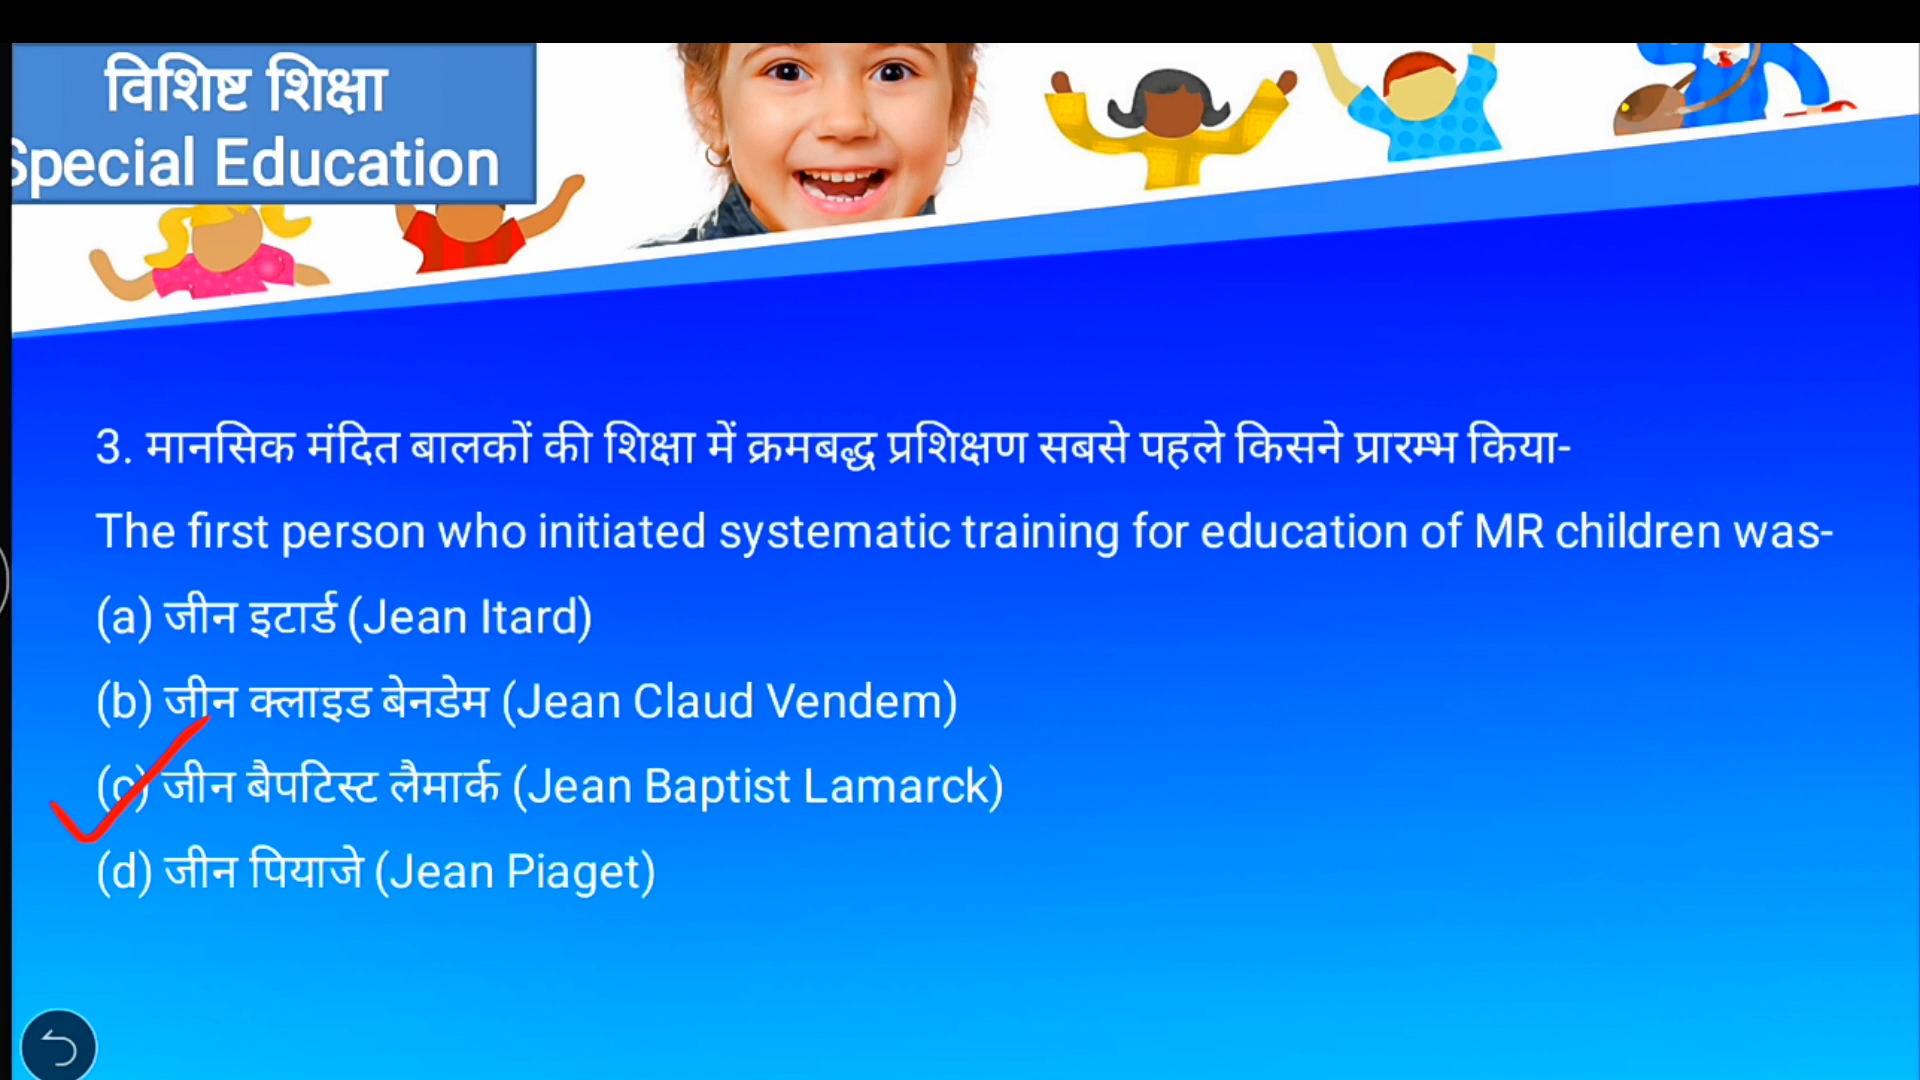 विशिष्ट शिक्षा
Special Education
3. मानसिक मंदित बालकों की शिक्षा में क्रमबद्ध प्रशिक्षण सबसे पहले किसने प्रारम्भ किया-
The first person who initiated systematic training for education of MR children was-
(a) जीन इटार्ड (Jean Itard)
(b) जीन क्लाइड बेनडेम (Jean Claud Vendem)
(c) जीन बैपटिस्ट लैमार्क (Jean Baptist Lamarck)
(d) जीन पियाजे (Jean Piaget)